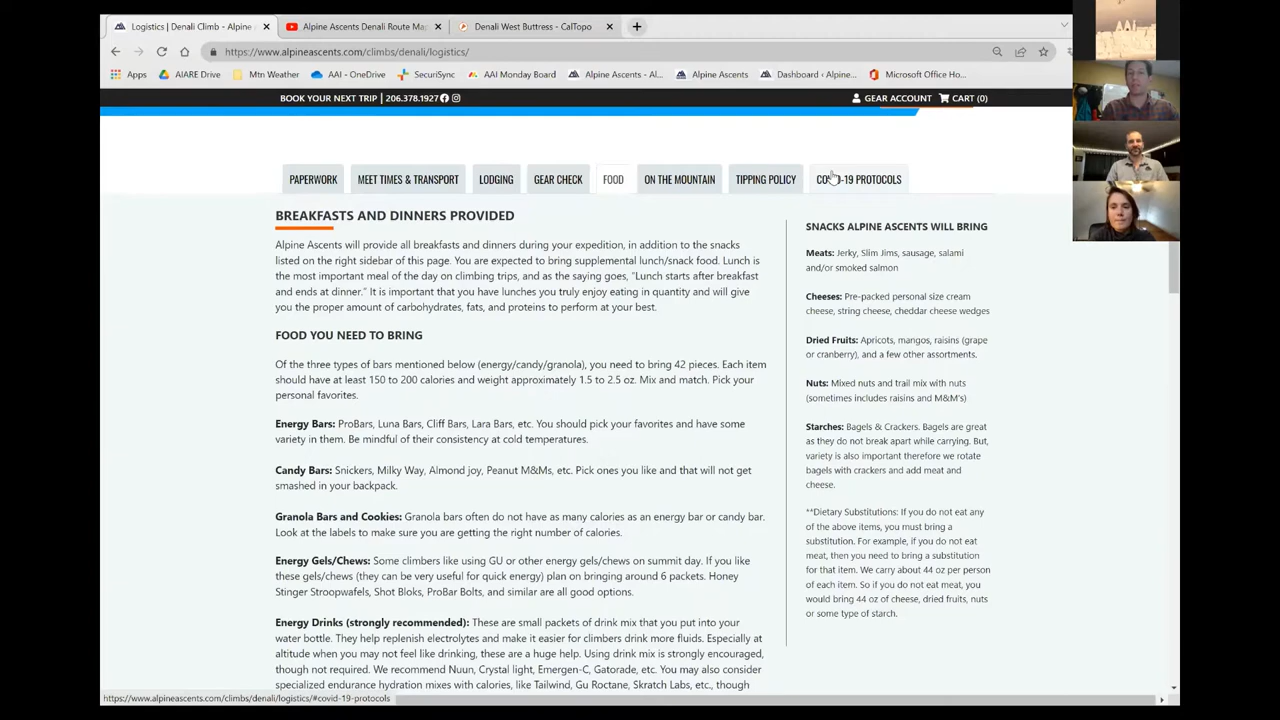 Logistics | Denali Climb - Alpine
Alpine Ascents Denali Route Ma
Denali West Buttress - CalTopo
https://www.alpineascents.com/climbs/denali/logistics/
Apps
AIARE Drive
Mtn Weather
AAI - OneDrive
SecuriSync
AAI Monday Board
Alpine Ascents - Al...
Alpine Ascents
Dashboard ‹ Alpine...
Microsoft Office Ho...
BOOK YOUR NEXT TRIP | 206.378.1927
GEAR ACCOUNT
CART (0)
AAI
PAPERWORK
MEET TIMES & TRANSPORT
LODGING
GEAR CHECK
FOOD
ON THE MOUNTAIN
TIPPING POLICY
COVID-19 PROTOCOLS
BREAKFASTS AND DINNERS PROVIDED
Alpine Ascents will provide all breakfasts and dinners during your expedition, in addition to the snacks
listed on the right sidebar of this page. You are expected to bring supplemental lunch/snack food. Lunch is
the most important meal of the day on climbing trips, and as the saying goes, "Lunch starts after breakfast
and ends at dinner." It is important that you have lunches you truly enjoy eating in quantity and will give
you the proper amount of carbohydrates, fats, and proteins to perform at your best.
FOOD YOU NEED TO BRING
Of the three types of bars mentioned below (energy/candy/granola), you need to bring 42 pieces. Each item
should have at least 150 to 200 calories and weight approximately 1.5 to 2.5 oz. Mix and match. Pick your
personal favorites.
Energy Bars: ProBars, Luna Bars, Cliff Bars, Lara Bars, etc. You should pick your favorites and have some
variety in them. Be mindful of their consistency at cold temperatures.
Candy Bars: Snickers, Milky Way, Almond joy, Peanut M&Ms, etc. Pick ones you like and that will not get
smashed in your backpack.
Granola Bars and Cookies: Granola bars often do not have as many calories as an energy bar or candy bar.
Look at the labels to make sure you are getting the right number of calories.
Energy Gels/Chews: Some climbers like using GU or other energy gels/chews on summit day. If you like
these gels/chews (they can be very useful for quick energy) plan on bringing around 6 packets. Honey
Stinger Stroopwafels, Shot Bloks, ProBar Bolts, and similar are all good options.
Energy Drinks (strongly recommended): These are small packets of drink mix that you put into your
water bottle. They help replenish electrolytes and make it easier for climbers drink more fluids. Especially at
altitude when you may not feel like drinking, these are a huge help. Using drink mix is strongly encouraged,
though not required. We recommend Nuun, Crystal light, Emergen-C, Gatorade, etc. You may also consider
specialized endurance hydration mixes with calories, like Tailwind, Gu Roctane, Skratch Labs, etc., though
SNACKS ALPINE ASCENTS WILL BRING
Meats: Jerky, Slim Jims, sausage, salami
and/or smoked salmon
Cheeses: Pre-packed personal size cream
cheese, string cheese, cheddar cheese wedges
Dried Fruits: Apricots, mangos, raisins (grape
or cranberry), and a few other assortments.
Nuts: Mixed nuts and trail mix with nuts
(sometimes includes raisins and M&M's)
Starches: Bagels & Crackers. Bagels are great
as they do not break apart while carrying. But,
variety is also important therefore we rotate
bagels with crackers and add meat and
cheese.
**Dietary Substitutions: If you do not eat any
of the above items, you must bring a
substitution. For example, if you do not eat
meat, then you need to bring a substitution
for that item. We carry about 44 oz per person
of each item. So if you do not eat meat, you
would bring 44 oz of cheese, dried fruits, nuts
or some type of starch.
https://www.alpineascents.com/climbs/denali/logistics/#covid-19-protocols